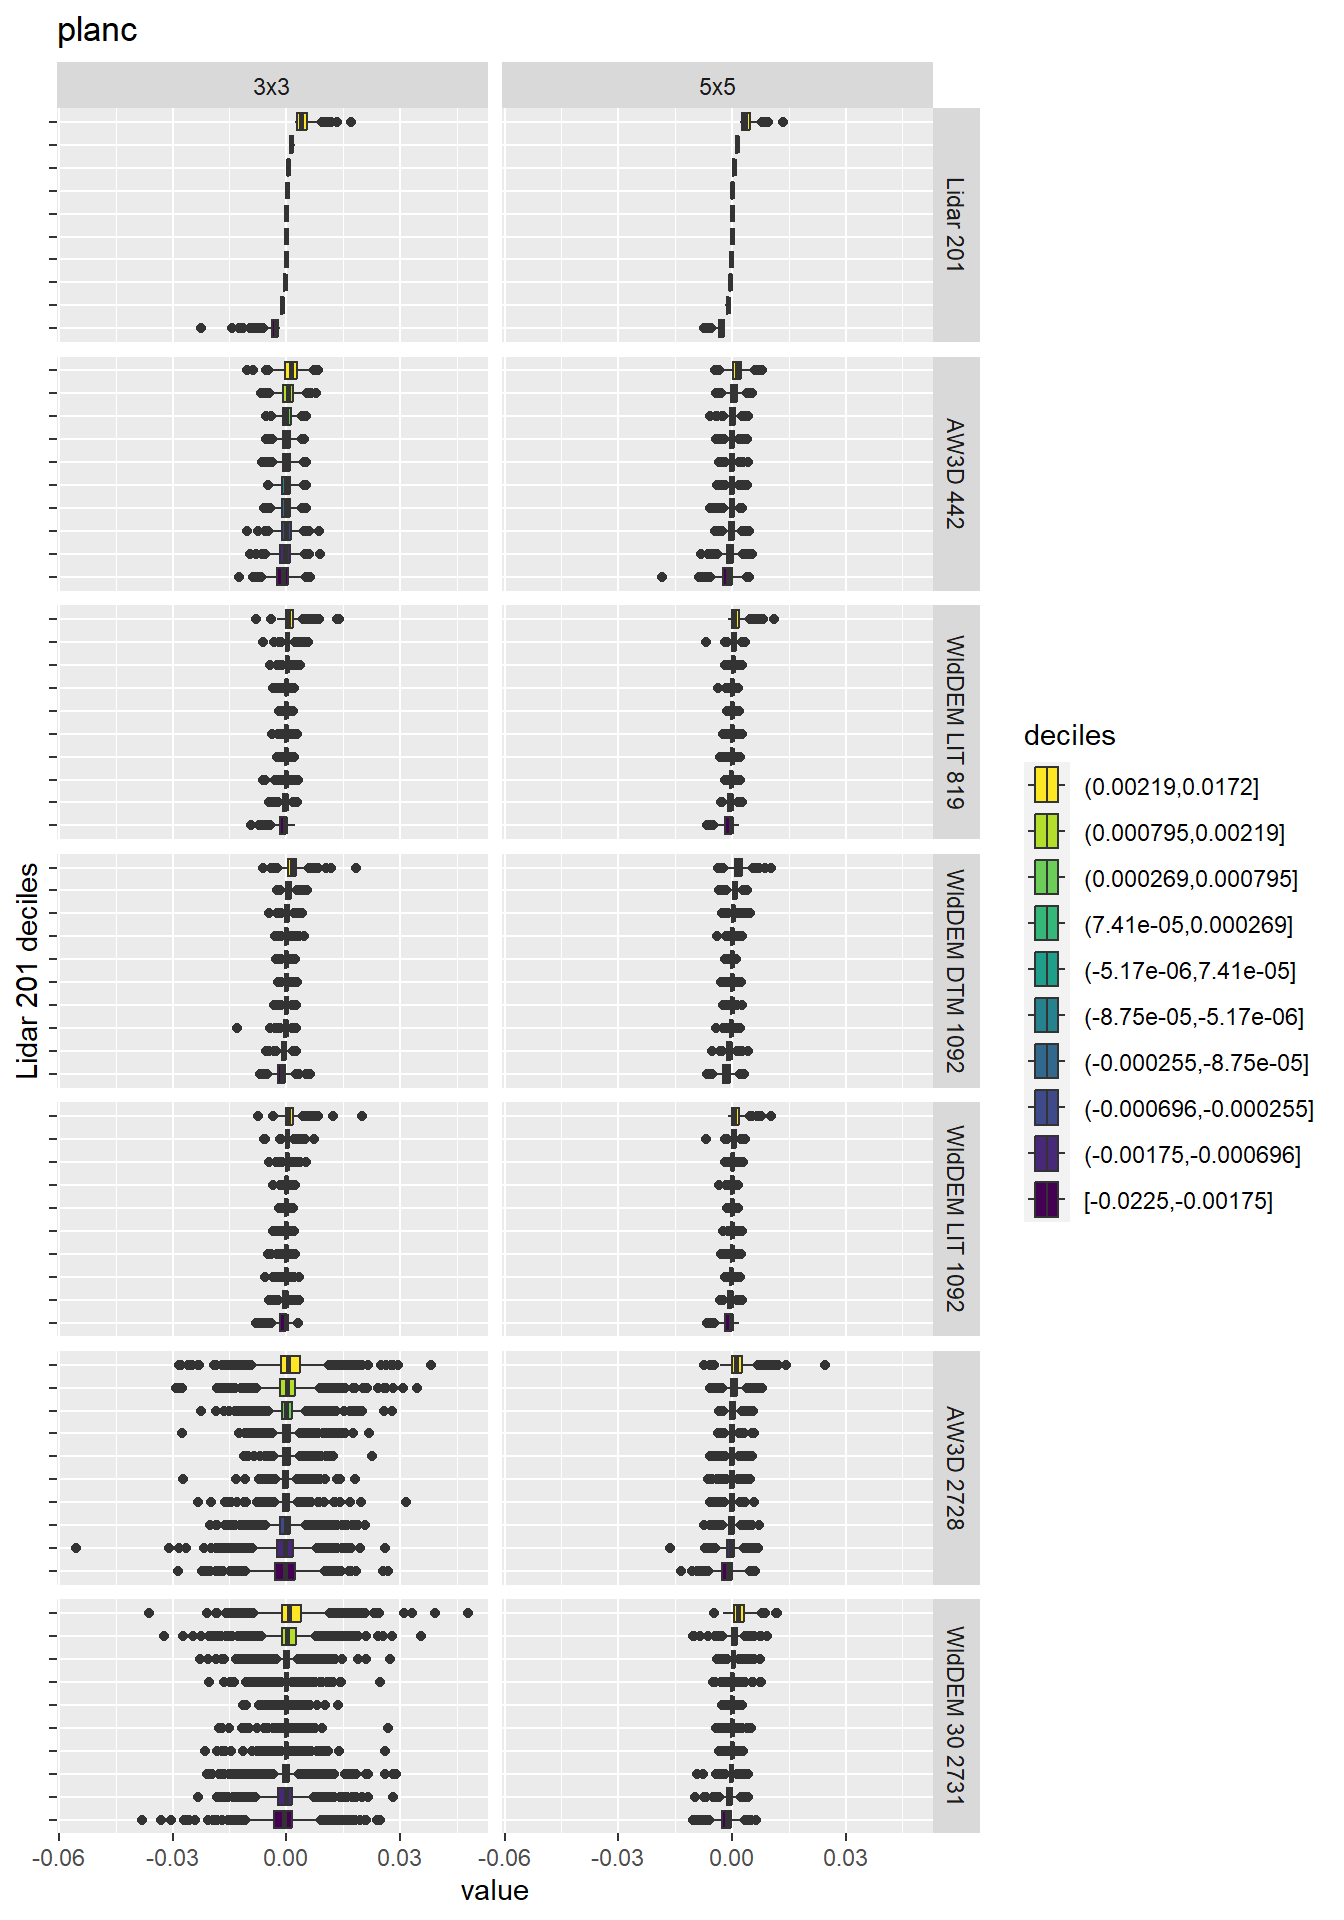 planc
3x3
5x5
Lidar 201
AW3D 442
WldDEM LIT 819
WldDEM DTM 1092
WldDEM LIT 1092
AW3D 2728
WldDEM 30 2731
Lidar 201 deciles
-0.06 -0.03 0.00 0.03 -0.06 -0.03 0.00 0.03
value
deciles
(0.00219,0.0172]
(0.000795,0.00219]
(0.000269,0.000795]
(7.41e-05,0.000269]
(-5.17e-06,7.41e-05]
(-8.75e-05,-5.17e-06]
(-0.000255,-8.75e-05]
(-0.000696,-0.000255]
(-0.00175,-0.000696]
[-0.0225,-0.00175]